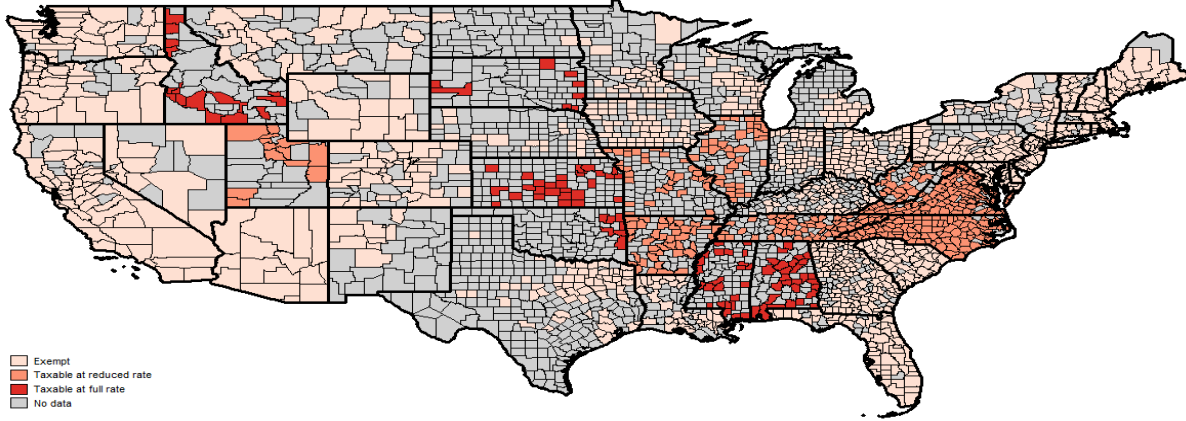 Exempt
Taxable at reduced rate
Taxable at full rate
No data